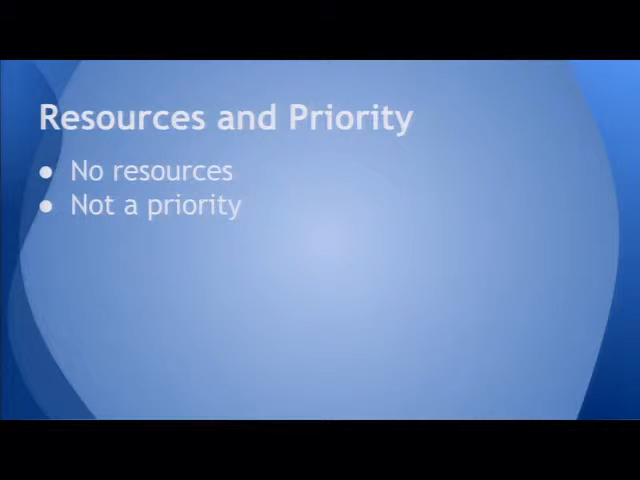 Resources and Priority
● No resources
● Not a priority